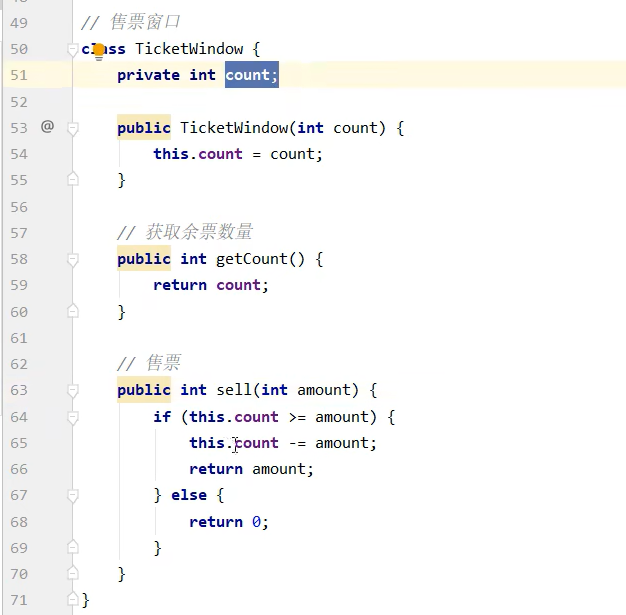 49 // 售票窗口
50 class TicketWindow {
51 private int count;
52
53 @ public TicketWindow(int count) {
54 this.count = count;
55 }
56
57 // 获取余票数量
58 public int getCount() {
59 return count;
60 }
61
62 // 售票
63 public int sell(int amount) {
64 if (this.count >= amount) {
65 this.count -= amount;
66 return amount;
67 } else {
68 return 0;
69 }
70 }
71 }